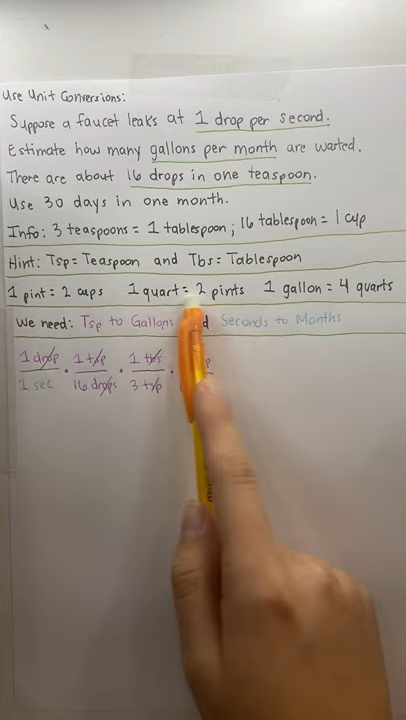 Use Unit Conversions:
Suppose a faucet leaks at 1 drop per second.
Estimate how many gallons per month are wasted.
There are about 16 drops in one teaspoon.
Use 30 days in one month.
Info: 3 teaspoons = 1 tablespoon ; 16 tablespoon = 1 cup
Hint: Tsp = Teaspoon and Tbs = Tablespoon
1 pint = 2 cups 1 quart = 2 pints 1 gallon = 4 quarts
We need: Tsp to Gallons Seconds to Months
1 drop / 1 sec · 1 tsp / 16 drops · 1 tbs / 3 tsp ·